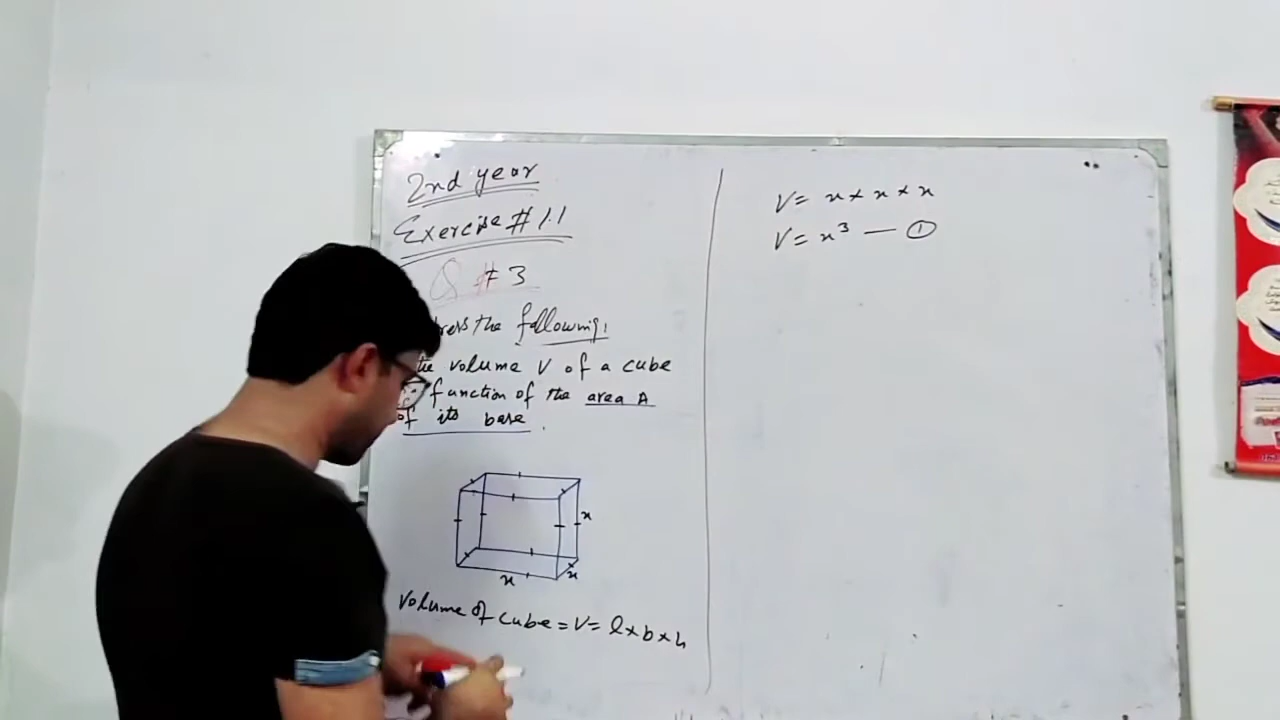 2nd year
Exercise # 1.1
Q # 3
the following:
the volume V of a cube
function of the area A
of its base.
x
x
x
Volume of cube = V = l×b×h
V = x × x × x
V = x³ — ①